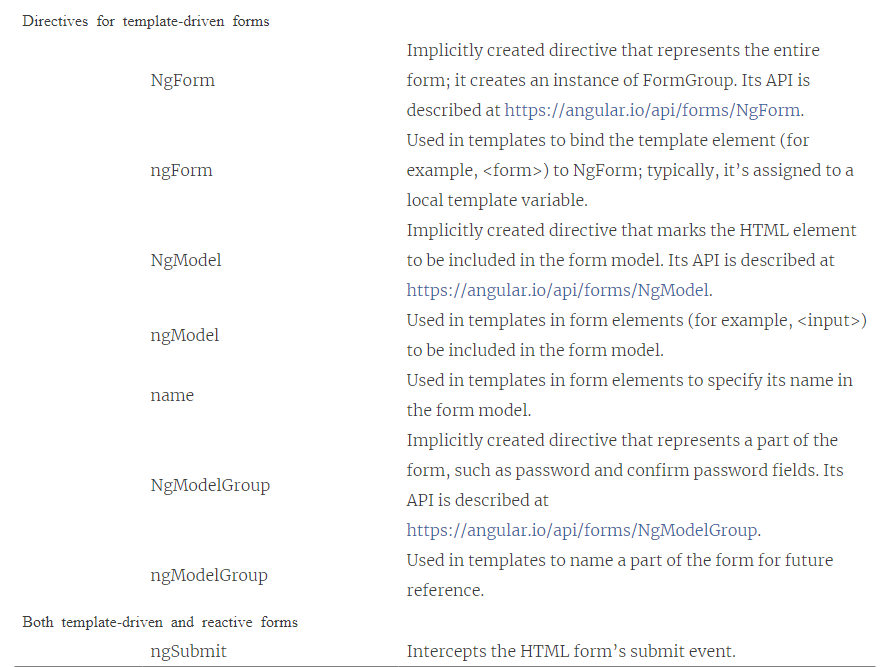 Directives for template-driven forms
NgForm
Implicitly created directive that represents the entire
form; it creates an instance of FormGroup. Its API is
described at https://angular.io/api/forms/NgForm.
ngForm
Used in templates to bind the template element (for
example, <form>) to NgForm; typically, it’s assigned to a
local template variable.
NgModel
Implicitly created directive that marks the HTML element
to be included in the form model. Its API is described at
https://angular.io/api/forms/NgModel.
ngModel
Used in templates in form elements (for example, <input>)
to be included in the form model.
name
Used in templates in form elements to specify its name in
the form model.
NgModelGroup
Implicitly created directive that represents a part of the
form, such as password and confirm password fields. Its
API is described at
https://angular.io/api/forms/NgModelGroup.
ngModelGroup
Used in templates to name a part of the form for future
reference.
Both template-driven and reactive forms
ngSubmit
Intercepts the HTML form’s submit event.